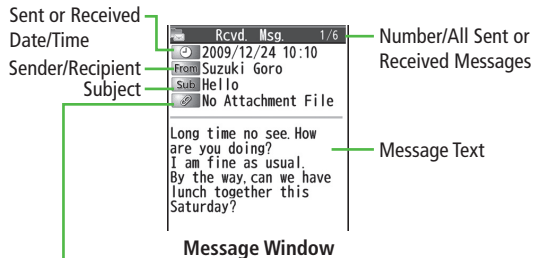 Sent or Received
Date/Time
Sender/Recipient
Subject
Rcvd. Msg. 1/6
2009/12/24 10:10
From Suzuki Goro
Sub Hello
No Attachment File
Long time no see. How
are you doing?
I am fine as usual.
By the way, can we have
lunch together this
Saturday?
Number/All Sent or
Received Messages
Message Text
Message Window